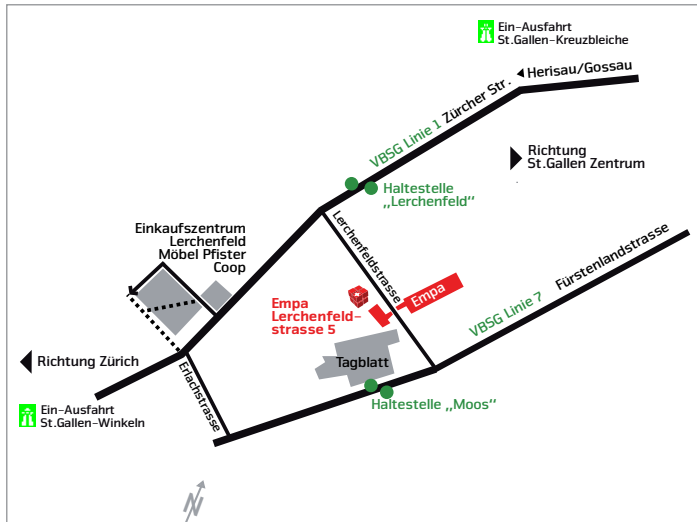 Ein-Ausfahrt
St.Gallen-Kreuzbleiche
Herisau/Gossau
Zürcher Str.
VBSG Linie 1
Richtung
St.Gallen Zentrum
Haltestelle
„Lerchenfeld“
Einkaufszentrum
Lerchenfeld
Möbel Pfister
Coop
Lerchenfeldstrasse
Fürstenlandstrasse
VBSG Linie 7
Empa
Empa
Lerchenfeld-
strasse 5
Tagblatt
Richtung Zürich
Erlachstrasse
Haltestelle „Moos“
Ein-Ausfahrt
St.Gallen-Winkeln
N